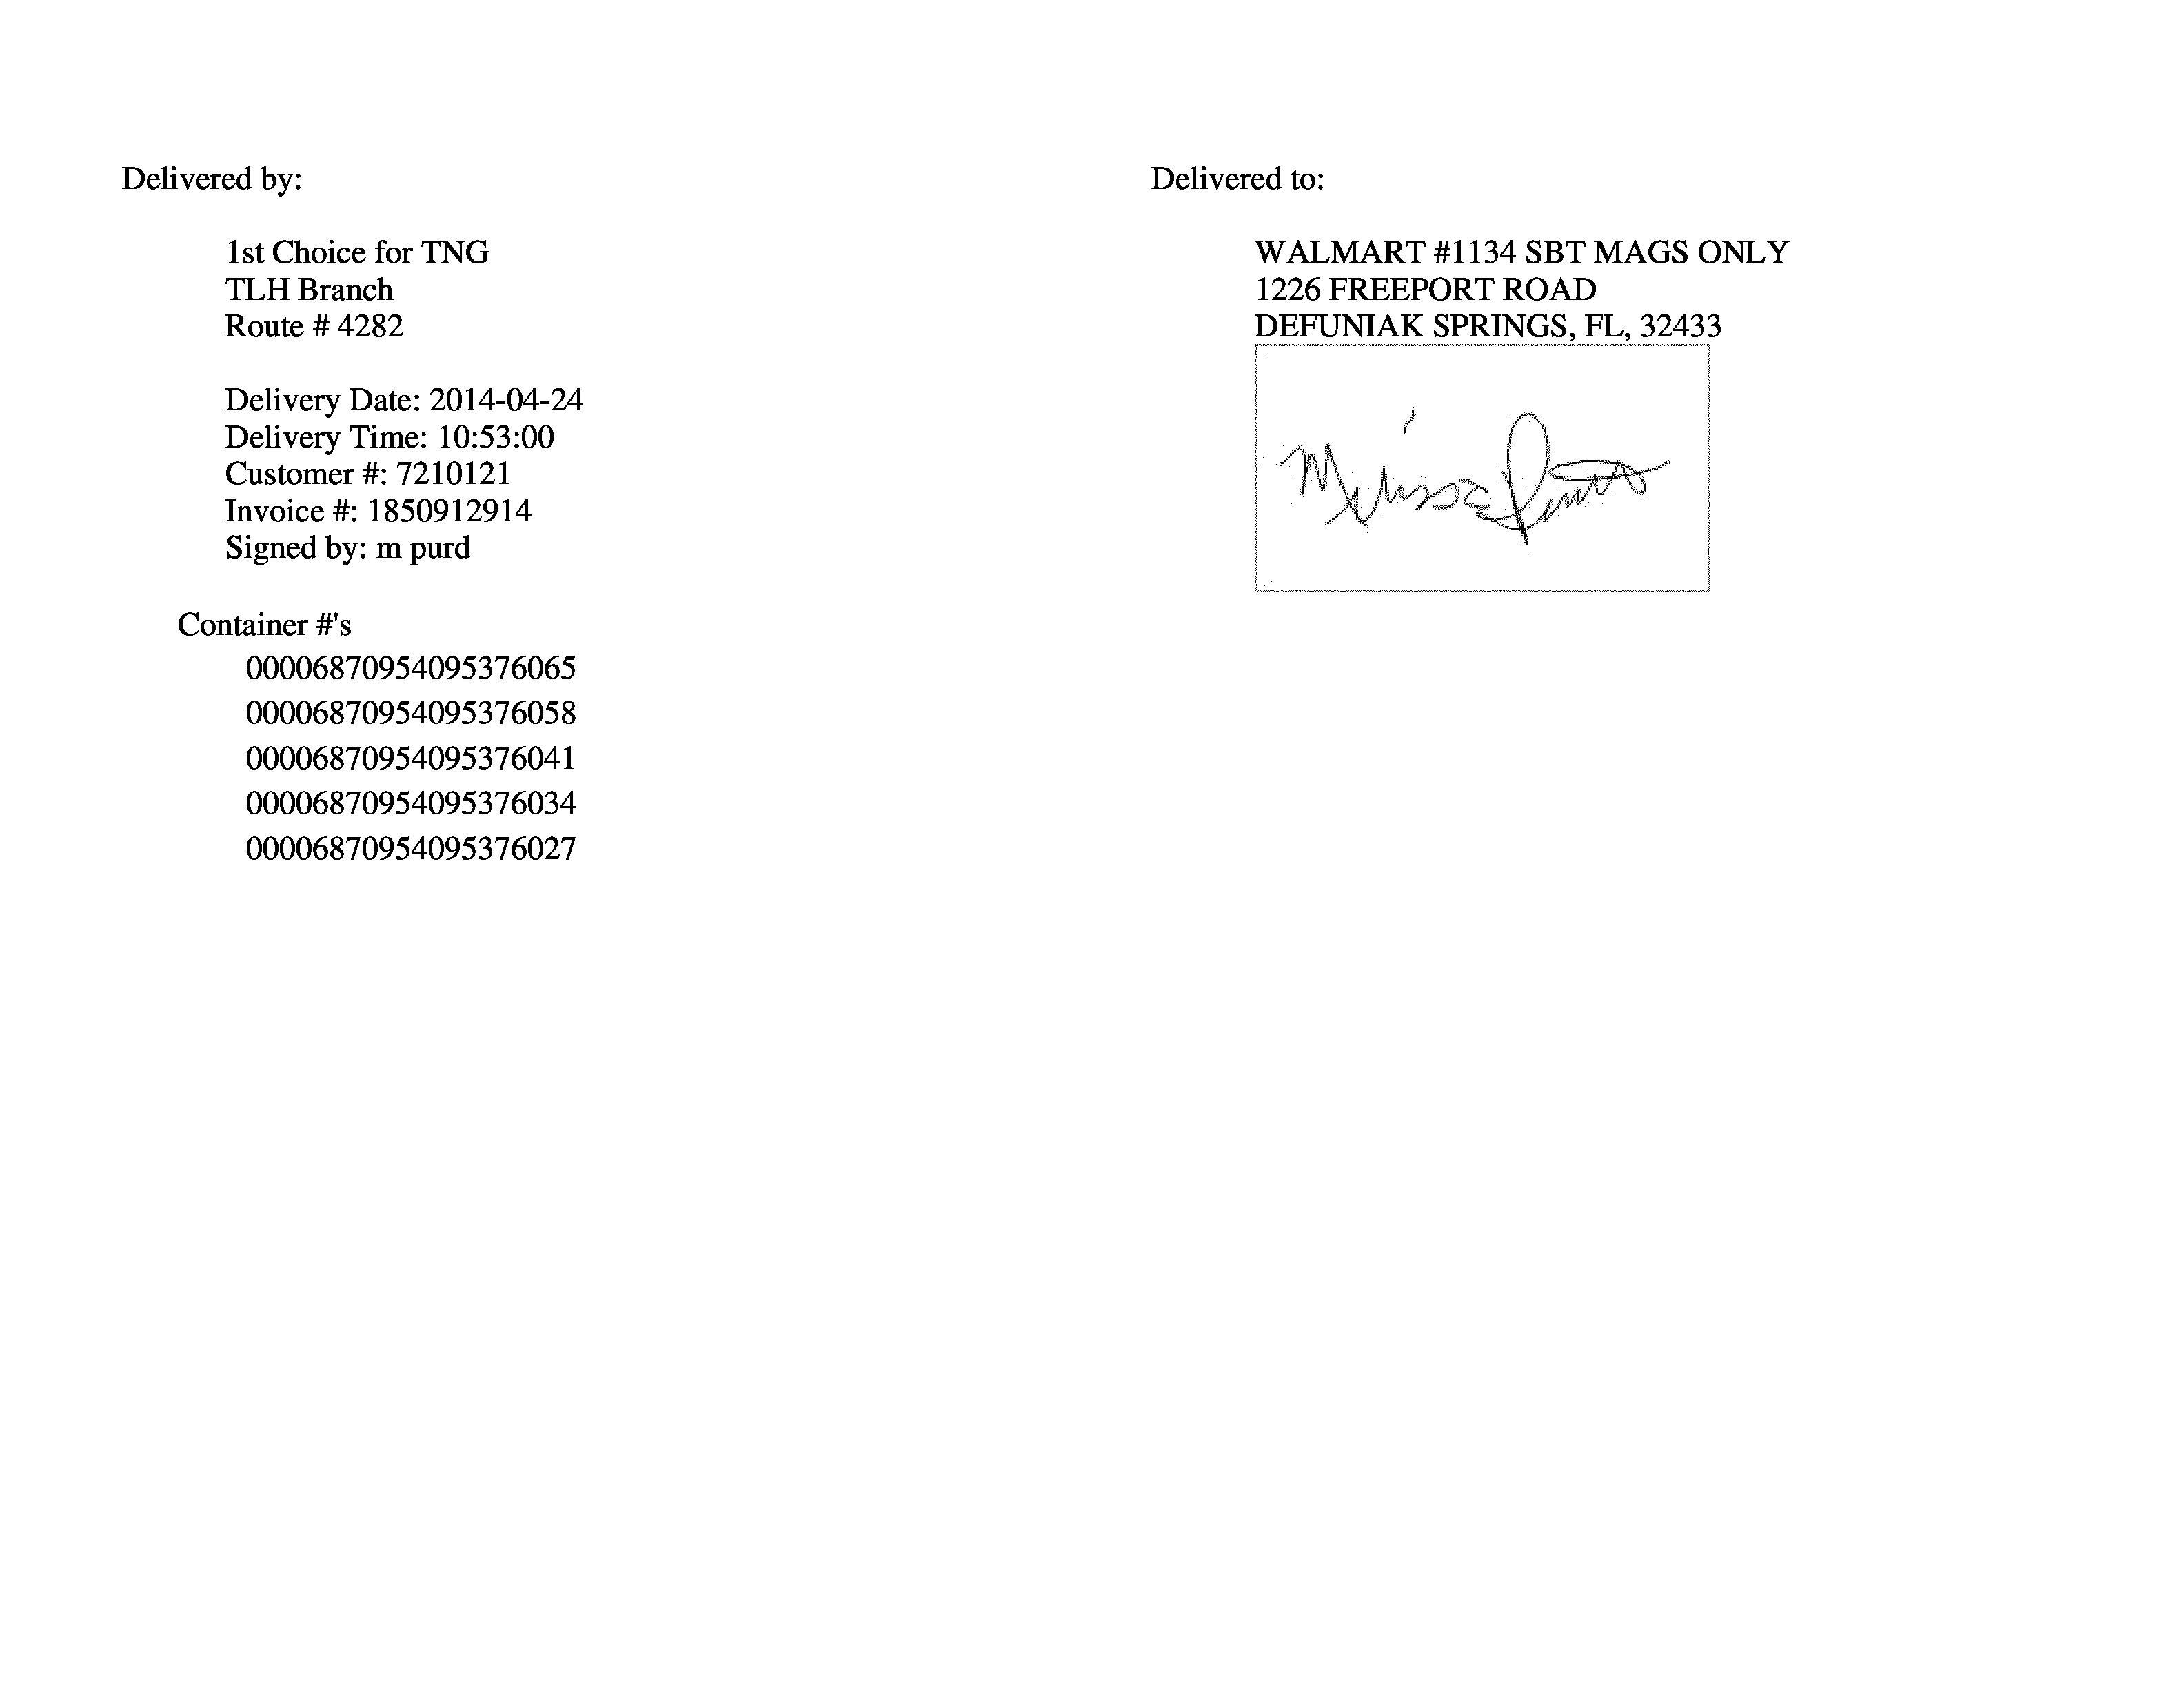 Delivered by:
1st Choice for TNG
TLH Branch
Route # 4282
Delivery Date: 2014-04-24
Delivery Time: 10:53:00
Customer #: 7210121
Invoice #: 1850912914
Signed by: m purd
Container #'s
00006870954095376065
00006870954095376058
00006870954095376041
00006870954095376034
00006870954095376027
Delivered to:
WALMART #1134 SBT MAGS ONLY
1226 FREEPORT ROAD
DEFUNIAK SPRINGS, FL, 32433
Melissa